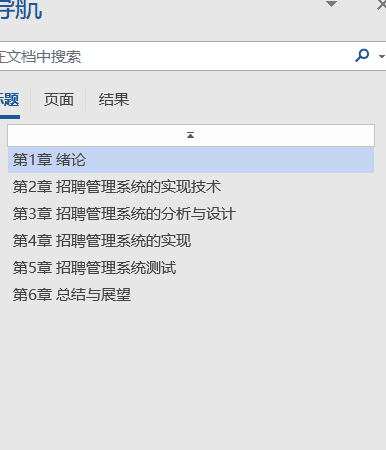 导航
在文档中搜索
标题 页面 结果
第1章 绪论
第2章 招聘管理系统的实现技术
第3章 招聘管理系统的分析与设计
第4章 招聘管理系统的实现
第5章 招聘管理系统测试
第6章 总结与展望